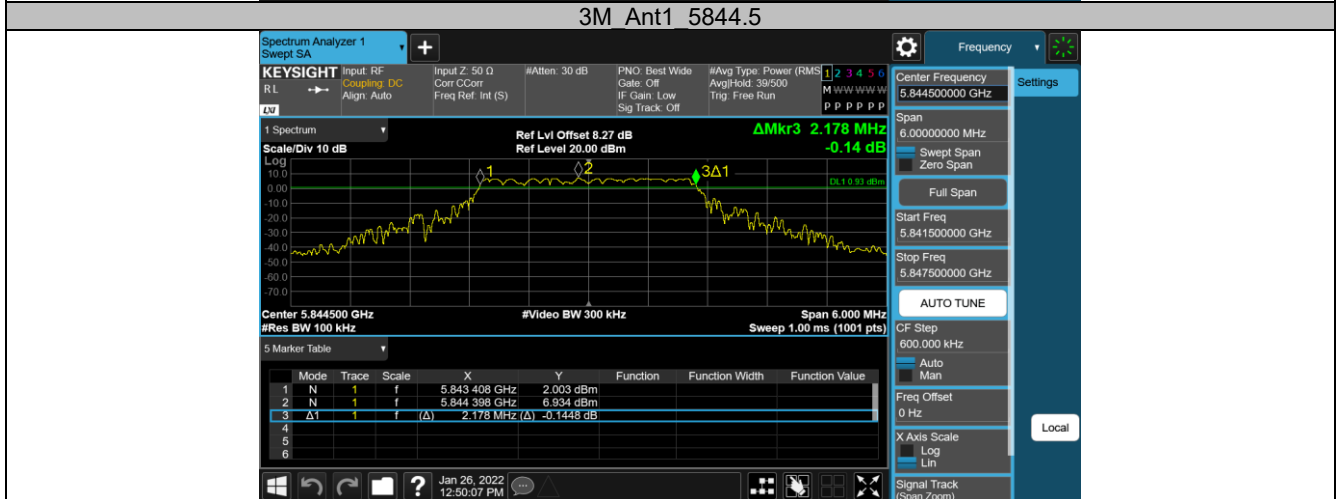 3M_Ant1_5844.5
Spectrum Analyzer 1
Swept SA
Frequency
KEYSIGHT
RL
LXI
Input: RF
Coupling: DC
Align: Auto
Input Z: 50 Ω
Corr CCorr
Freq Ref: Int (S)
#Atten: 30 dB
PNO: Best Wide
Gate: Off
IF Gain: Low
Sig Track: Off
#Avg Type: Power (RMS
Avg|Hold: 39/500
Trig: Free Run
1 2 3 4 5 6
M W W W W W
P P P P P P
1 Spectrum
Scale/Div 10 dB
Ref Lvl Offset 8.27 dB
Ref Level 20.00 dBm
ΔMkr3 2.178 MHz
-0.14 dB
Log
10.0
0.00
-10.0
-20.0
-30.0
-40.0
-50.0
-60.0
-70.0
1
2
3Δ1
DL1 0.93 dBm
Center 5.844500 GHz
#Res BW 100 kHz
#Video BW 300 kHz
Span 6.000 MHz
Sweep 1.00 ms (1001 pts)
5 Marker Table
Mode Trace Scale X Y Function Function Width Function Value
1 N 1 f 5.843 408 GHz 2.003 dBm
2 N 1 f 5.844 398 GHz 6.934 dBm
3 Δ1 1 f (Δ) 2.178 MHz (Δ) -0.1448 dB
4
5
6
Jan 26, 2022
12:50:07 PM
Center Frequency
5.844500000 GHz
Settings
Span
6.00000000 MHz
Swept Span
Zero Span
Full Span
Start Freq
5.841500000 GHz
Stop Freq
5.847500000 GHz
AUTO TUNE
CF Step
600.000 kHz
Auto
Man
Freq Offset
0 Hz
X Axis Scale
Log
Lin
Local
Signal Track
(Span Zoom)